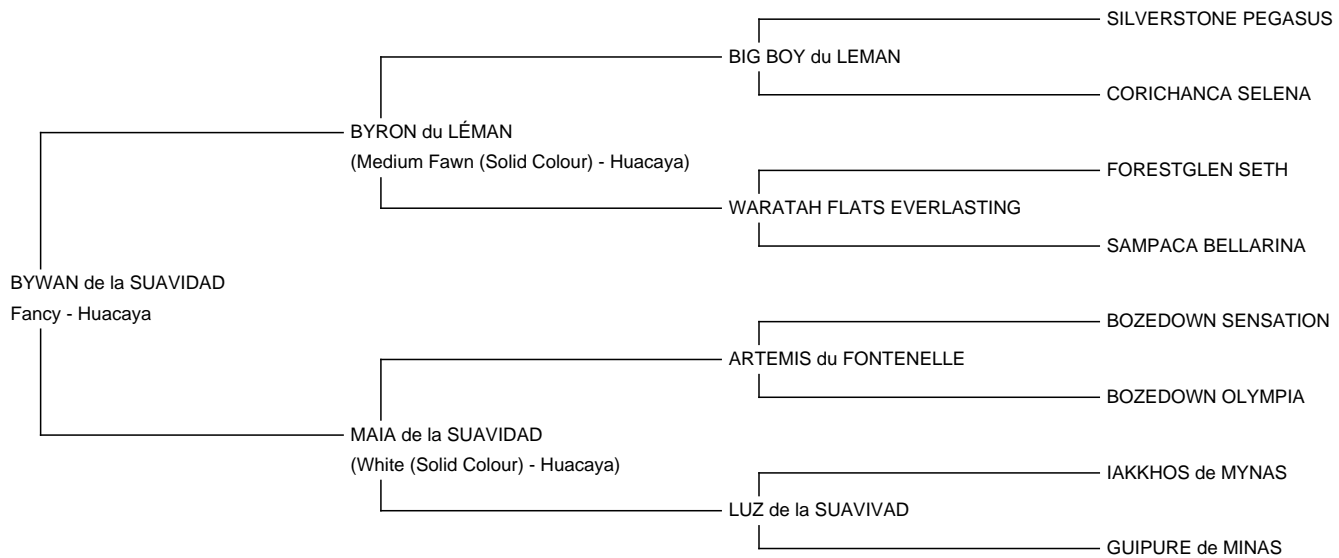 SILVERSTONE PEGASUS
BIG BOY du LEMAN
CORICHANCA SELENA
BYRON du LÉMAN
(Medium Fawn (Solid Colour) - Huacaya)
FORESTGLEN SETH
WARATAH FLATS EVERLASTING
SAMPACA BELLARINA
BYWAN de la SUAVIDAD
Fancy - Huacaya
BOZEDOWN SENSATION
ARTEMIS du FONTENELLE
BOZEDOWN OLYMPIA
MAIA de la SUAVIDAD
(White (Solid Colour) - Huacaya)
IAKKHOS de MYNAS
LUZ de la SUAVIVAD
GUIPURE de MINAS